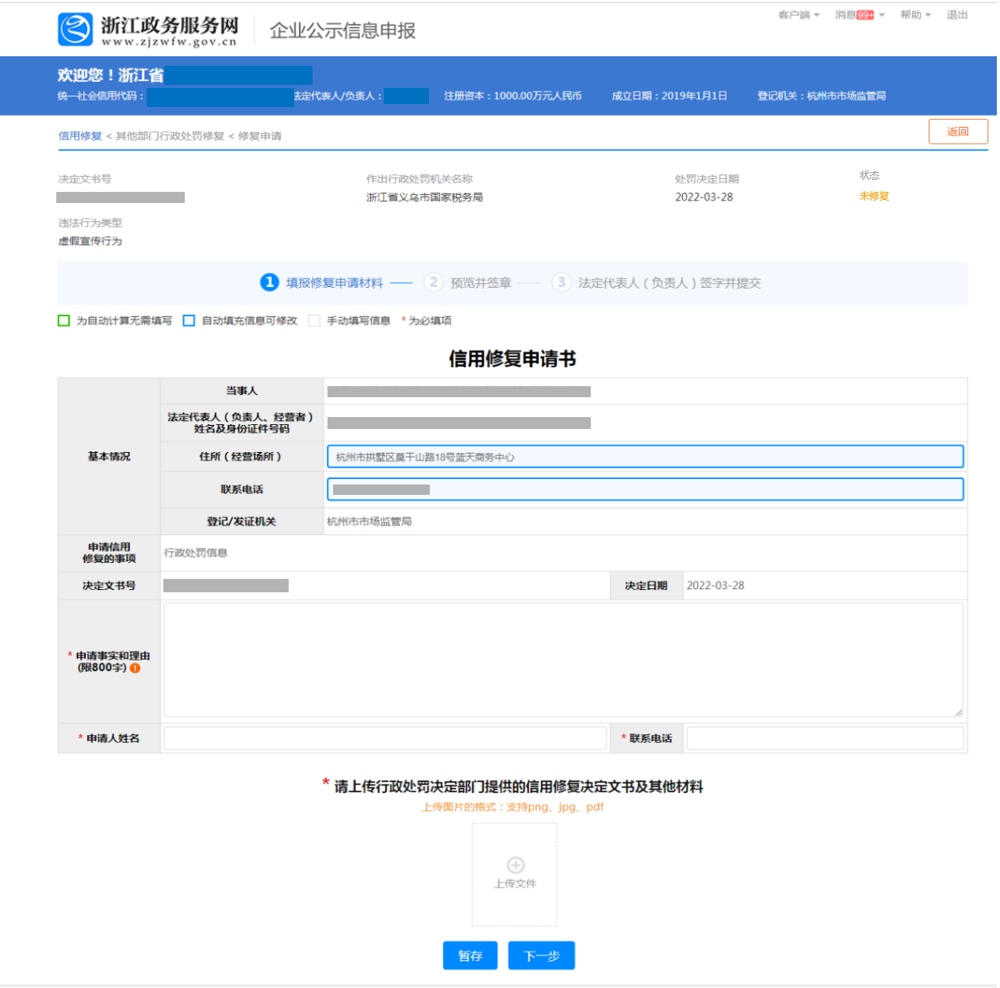 浙江政务服务网
www.zjzwfw.gov.cn
企业公示信息申报
客户端 消息99+ 帮助 退出
欢迎您！浙江省
统一社会信用代码： 法定代表人/负责人： 注册资本：1000.00万元人民币 成立日期：2019年1月1日 登记机关：杭州市市场监管局
信用修复 < 其他部门行政处罚修复 < 修复申请
返回
决定文书号 作出行政处罚机关名称 处罚决定日期 状态
浙江省义乌市国家税务局 2022-03-28 未修复
违法行为类型
虚假宣传行为
1 填报修复申请材料 2 预览并签章 3 法定代表人（负责人）签字并提交
为自动计算无需填写 自动填充信息可修改 手动填写信息 *为必填项
信用修复申请书
基本情况
当事人
法定代表人（负责人、经营者）
姓名及身份证件号码
住所（经营场所） 杭州市拱墅区莫干山路18号蓝天商务中心
联系电话
登记/发证机关 杭州市市场监管局
申请信用
修复的事项
行政处罚信息
决定文书号 决定日期 2022-03-28
* 申请事实和理由
(限800字) !
* 申请人姓名 * 联系电话
* 请上传行政处罚决定部门提供的信用修复决定文书及其他材料
上传图片的格式：支持png、jpg、pdf
上传文件
暂存 下一步